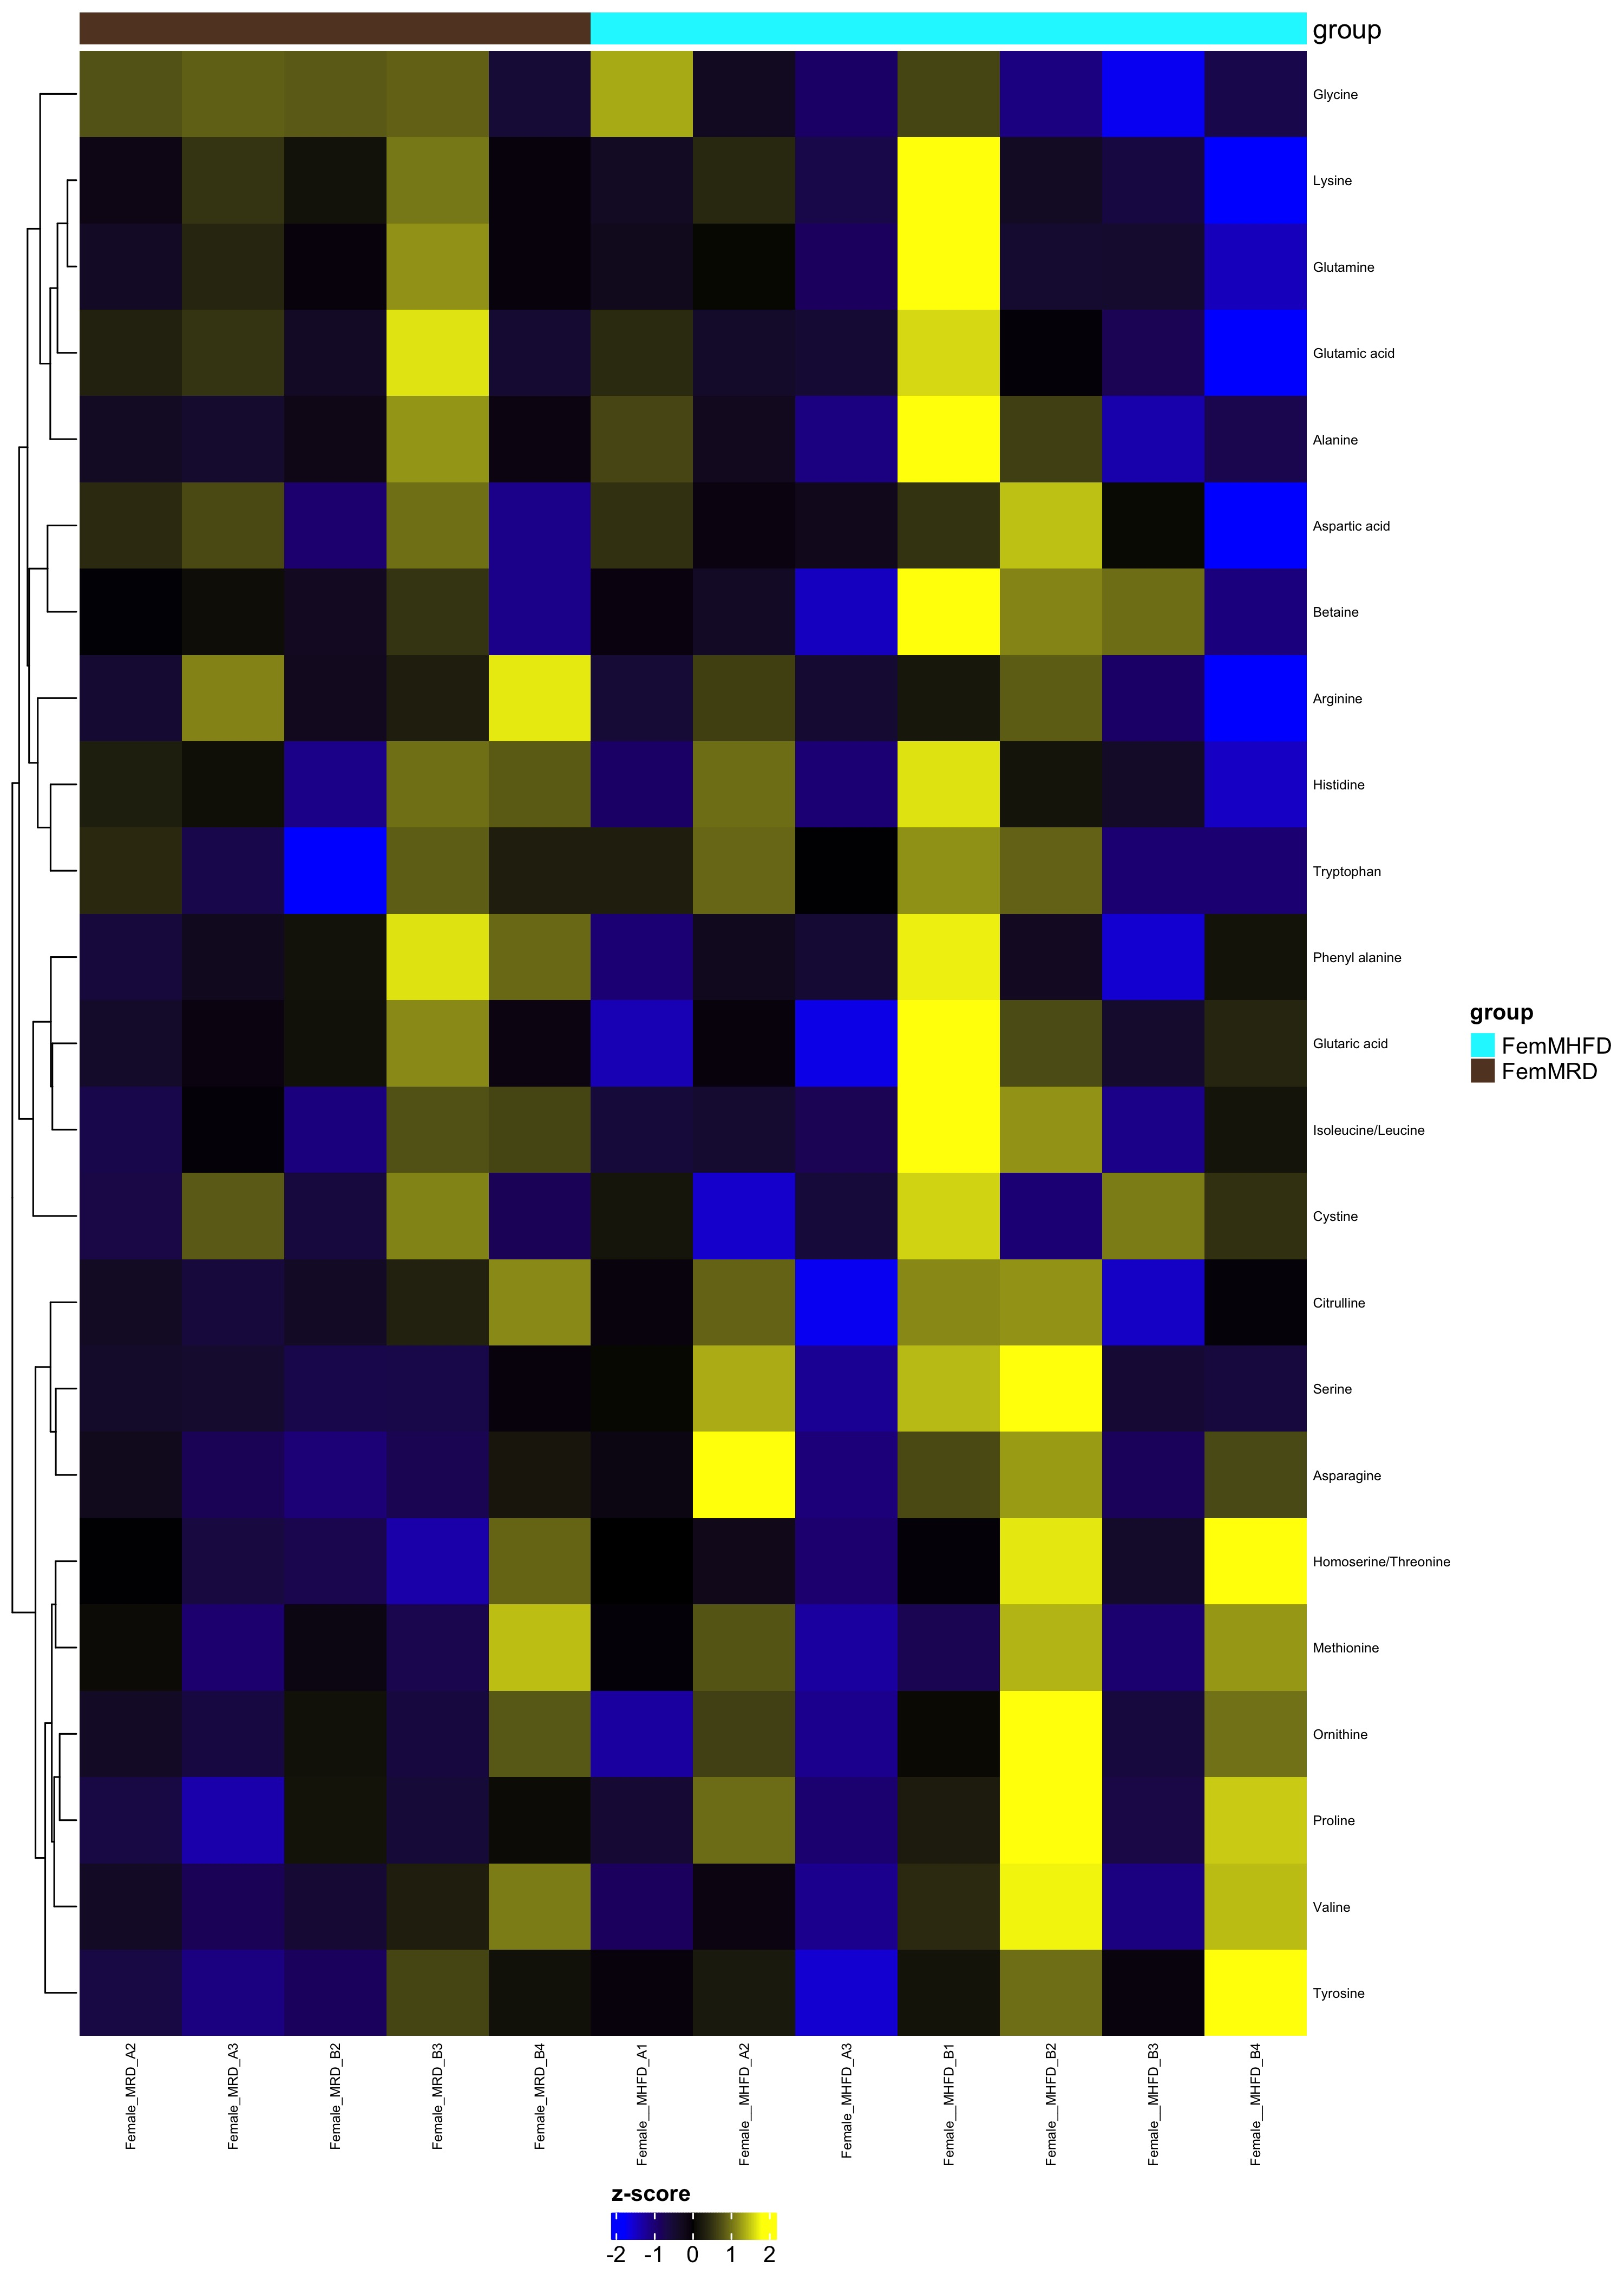 group
Glycine
Lysine
Glutamine
Glutamic acid
Alanine
Aspartic acid
Betaine
Arginine
Histidine
Tryptophan
Phenyl alanine
Glutaric acid
Isoleucine/Leucine
Cystine
Citrulline
Serine
Asparagine
Homoserine/Threonine
Methionine
Ornithine
Proline
Valine
Tyrosine
group
FemMHFD
FemMRD
Female_MRD_A2
Female_MRD_A3
Female_MRD_B2
Female_MRD_B3
Female_MRD_B4
Female__MHFD_A1
Female__MHFD_A2
Female_MHFD_A3
Female__MHFD_B1
Female__MHFD_B2
Female__MHFD_B3
Female__MHFD_B4
z-score
-2 -1 0 1 2